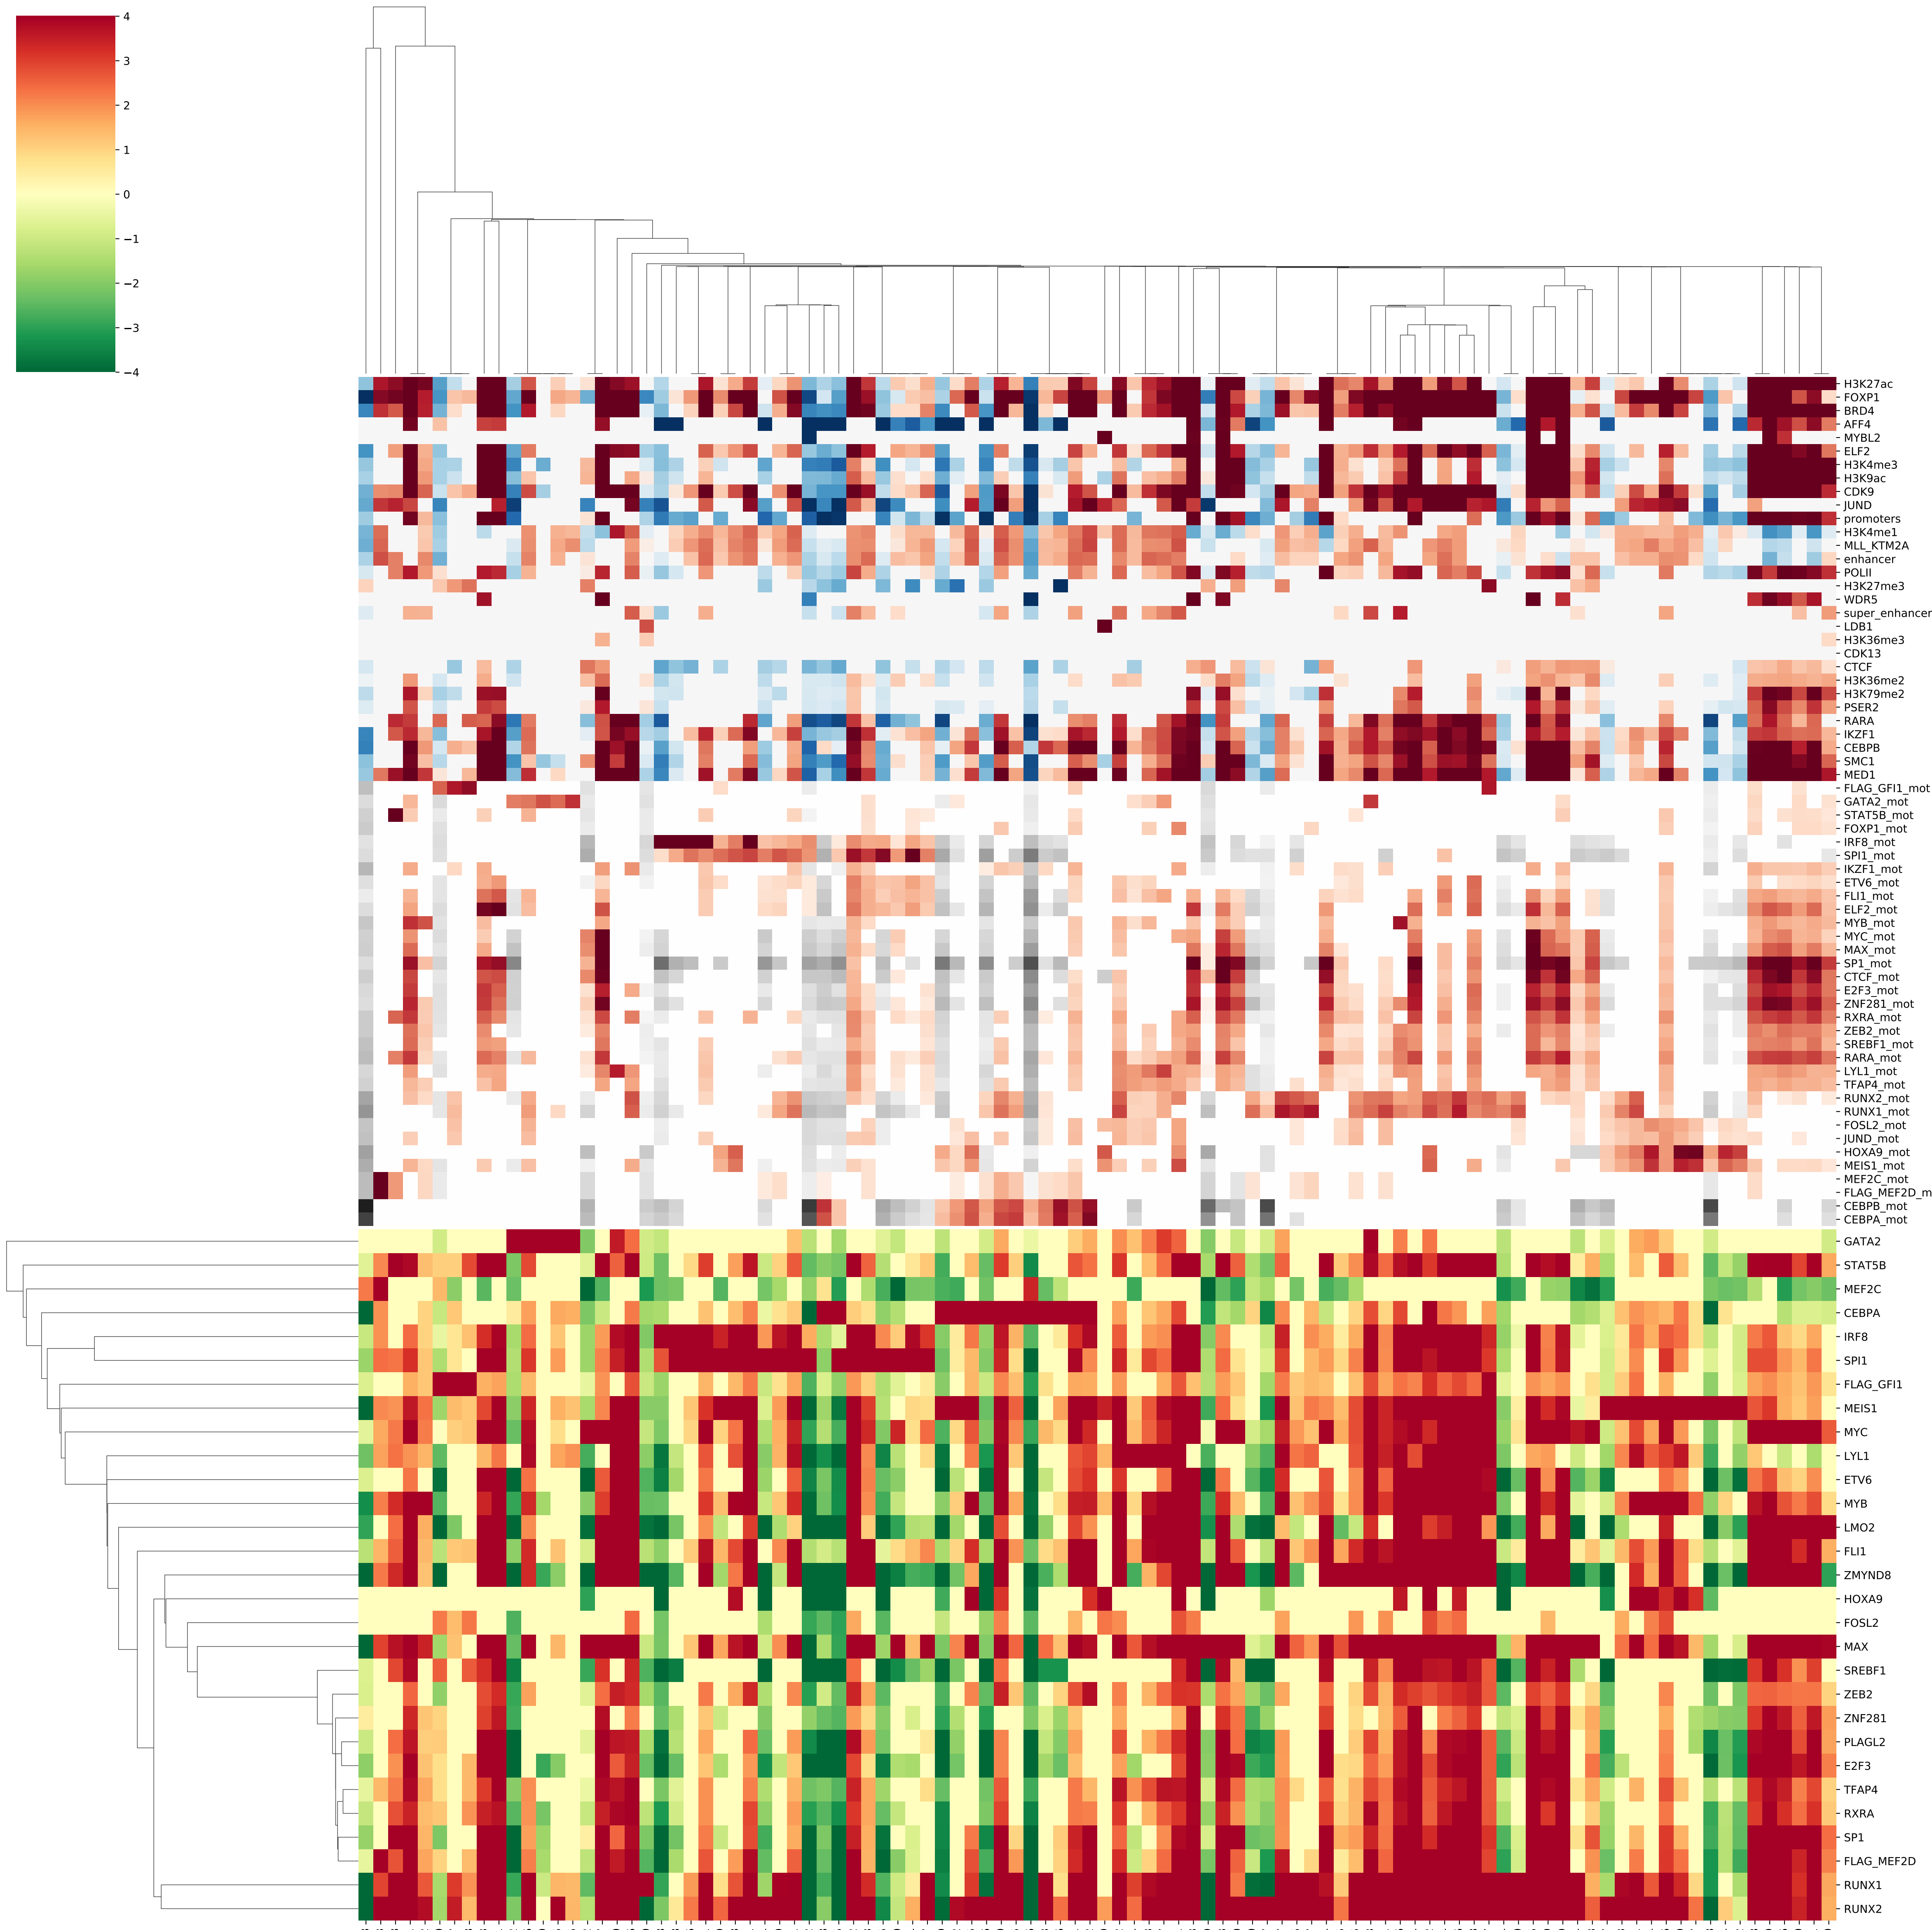 4
3
2
1
0
−1
−2
−3
−4
H3K27ac
FOXP1
BRD4
AFF4
MYBL2
ELF2
H3K4me3
H3K9ac
CDK9
JUND
promoters
H3K4me1
MLL_KTM2A
enhancer
POLII
H3K27me3
WDR5
super_enhancer
LDB1
H3K36me3
CDK13
CTCF
H3K36me2
H3K79me2
PSER2
RARA
IKZF1
CEBPB
SMC1
MED1
FLAG_GFI1_mot
GATA2_mot
STAT5B_mot
FOXP1_mot
IRF8_mot
SPI1_mot
IKZF1_mot
ETV6_mot
FLI1_mot
ELF2_mot
MYB_mot
MYC_mot
MAX_mot
SP1_mot
CTCF_mot
E2F3_mot
ZNF281_mot
RXRA_mot
ZEB2_mot
SREBF1_mot
RARA_mot
LYL1_mot
TFAP4_mot
RUNX2_mot
RUNX1_mot
FOSL2_mot
JUND_mot
HOXA9_mot
MEIS1_mot
MEF2C_mot
FLAG_MEF2D_m
CEBPB_mot
CEBPA_mot
GATA2
STAT5B
MEF2C
CEBPA
IRF8
SPI1
FLAG_GFI1
MEIS1
MYC
LYL1
ETV6
MYB
LMO2
FLI1
ZMYND8
HOXA9
FOSL2
MAX
SREBF1
ZEB2
ZNF281
PLAGL2
E2F3
TFAP4
RXRA
SP1
FLAG_MEF2D
RUNX1
RUNX2